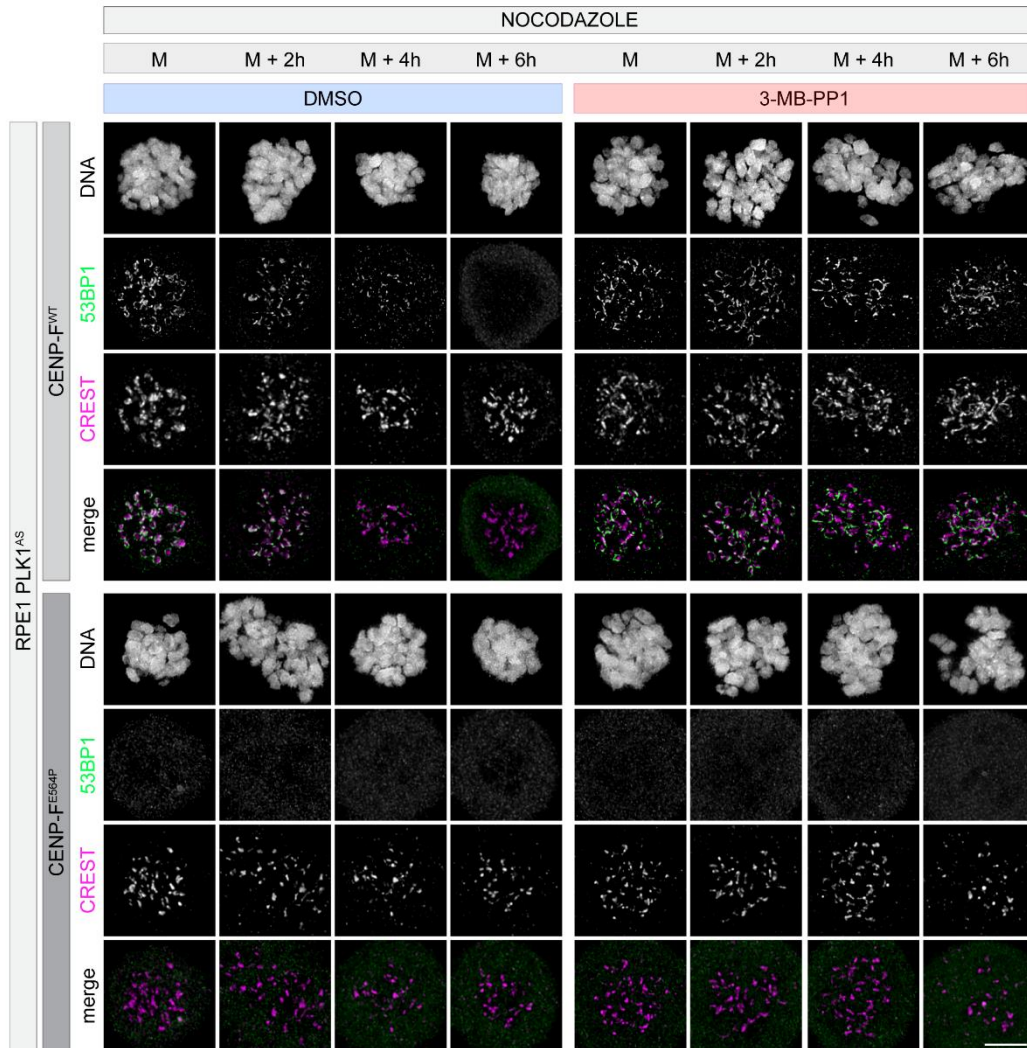 NOCODAZOLE
M M + 2h M + 4h M + 6h M M + 2h M + 4h M + 6h
DMSO 3-MB-PP1
RPE1 PLK1AS
CENP-FWT
DNA
53BP1
CREST
merge
CENP-FE564P
DNA
53BP1
CREST
merge